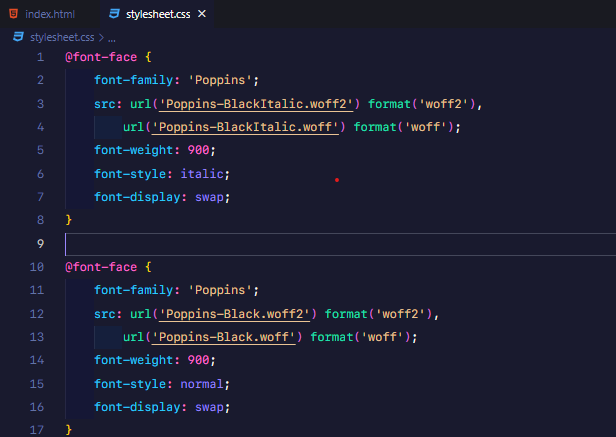 index.html stylesheet.css ×
stylesheet.css > ...
1 @font-face {
2 font-family: 'Poppins';
3 src: url('Poppins-BlackItalic.woff2') format('woff2'),
4 url('Poppins-BlackItalic.woff') format('woff');
5 font-weight: 900;
6 font-style: italic;
7 font-display: swap;
8 }
9
10 @font-face {
11 font-family: 'Poppins';
12 src: url('Poppins-Black.woff2') format('woff2'),
13 url('Poppins-Black.woff') format('woff');
14 font-weight: 900;
15 font-style: normal;
16 font-display: swap;
17 }